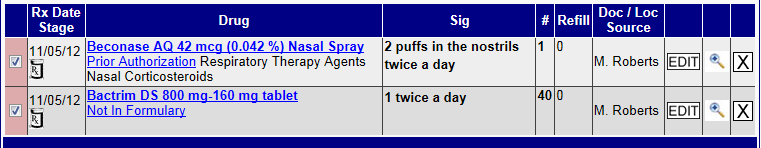 Rx Date Stage Drug Sig # Refill Doc / Loc Source
11/05/12 Beconase AQ 42 mcg (0.042 %) Nasal Spray 2 puffs in the nostrils 1 0 M. Roberts EDIT X
Rx Prior Authorization Respiratory Therapy Agents twice a day
Nasal Corticosteroids
11/05/12 Bactrim DS 800 mg-160 mg tablet 1 twice a day 40 0 M. Roberts EDIT X
Rx Not In Formulary